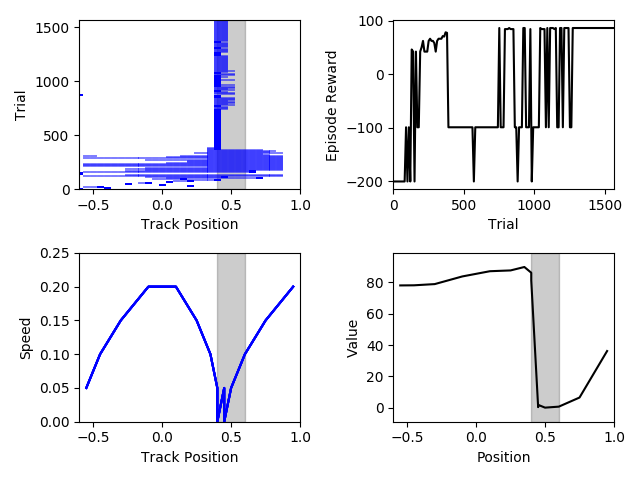 1500
1000
500
0
Trial
−0.5 0.0 0.5 1.0
Track Position
100
0
−100
−200
Episode Reward
0 500 1000 1500
Trial
0.25
0.20
0.15
0.10
0.05
0.00
Speed
−0.5 0.0 0.5 1.0
Track Position
80
60
40
20
0
Value
−0.5 0.0 0.5 1.0
Position